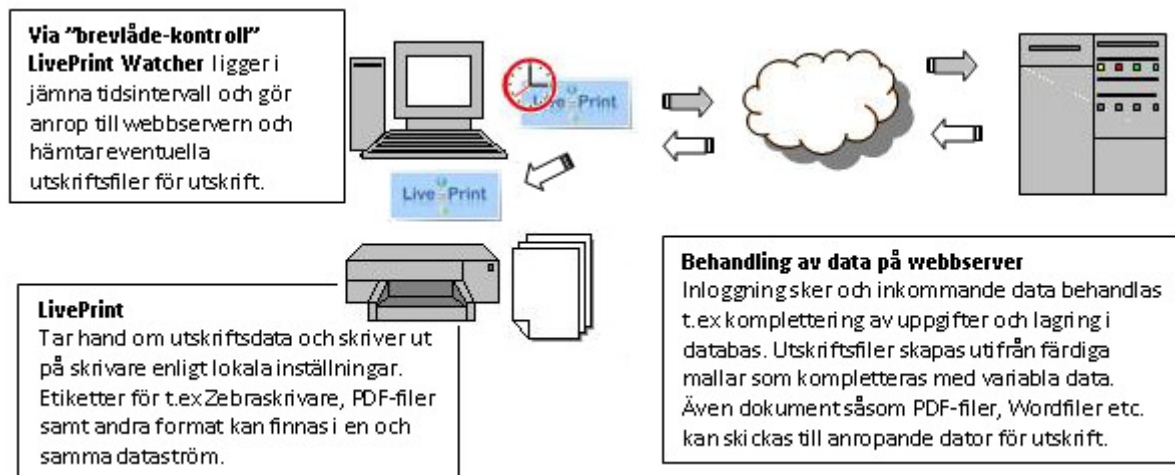 Via "brevlåde-kontroll"
LivePrint Watcher ligger i
jämna tidsintervall och gör
anrop till webbservern och
hämtar eventuella
utskriftsfiler för utskrift.
Live Print
Live Print
LivePrint
Tar hand om utskriftsdata och skriver ut
på skrivare enligt lokala inställningar.
Etiketter för t.ex Zebraskrivare, PDF-filer
samt andra format kan finnas i en och
samma dataström.
Behandling av data på webbserver
Inloggning sker och inkommande data behandlas
t.ex komplettering av uppgifter och lagring i
databas. Utskriftsfiler skapas utifrån färdiga
mallar som kompletteras med variabla data.
Även dokument såsom PDF-filer, Wordfiler etc.
kan skickas till anropande dator för utskrift.